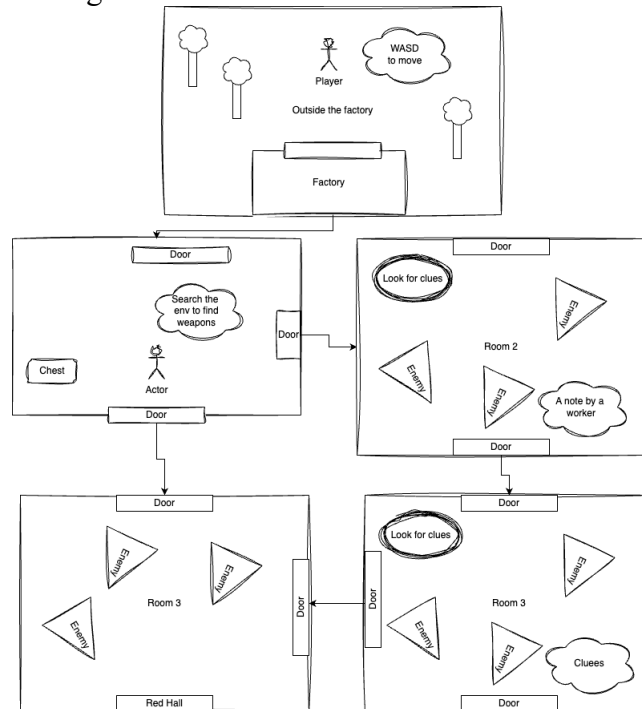 WASD
to move
Player
Outside the factory
Factory
Door
Search the
env to find
weapons
Door
Chest
Actor
Door
Door
Look for clues
Enemy
Room 2
Enemy
Enemy
A note by a
worker
Door
Door
Enemy
Enemy
Room 3
Door
Enemy
Red Hall
Door
Look for clues
Enemy
Door
Room 3
Enemy
Enemy
Cluees
Door